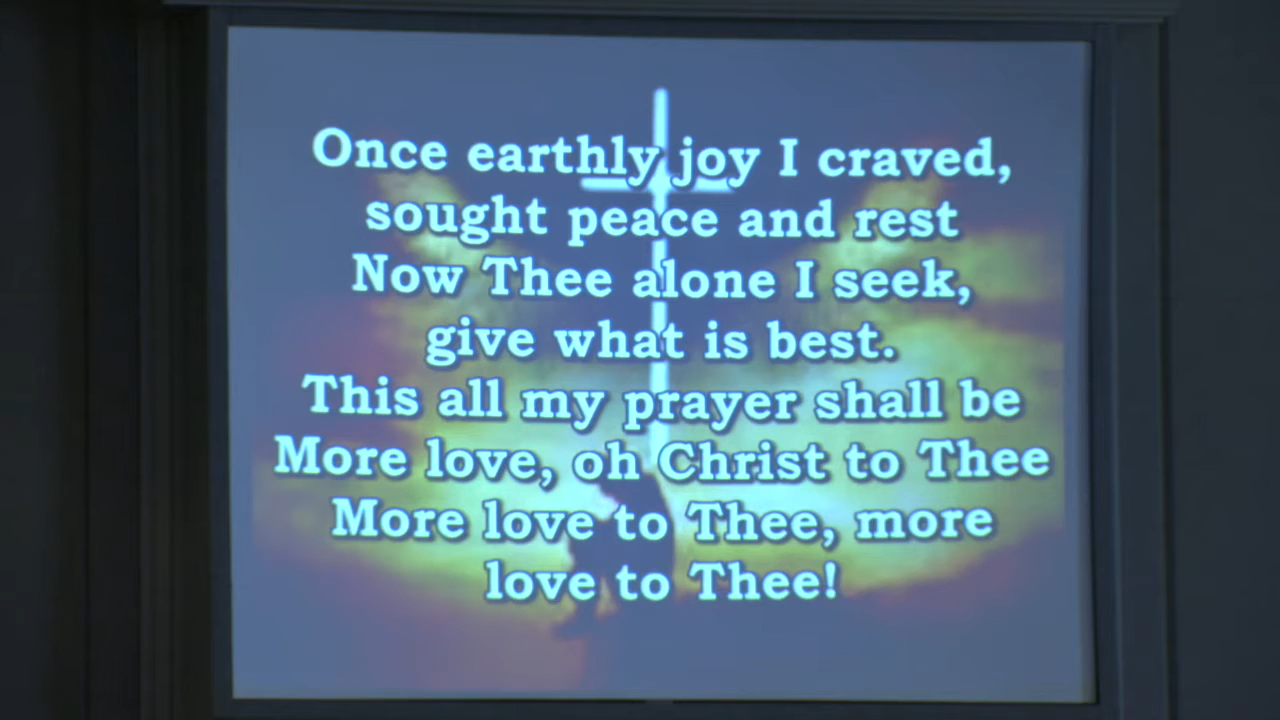 Once earthly joy I craved,
sought peace and rest
Now Thee alone I seek,
give what is best.
This all my prayer shall be
More love, oh Christ to Thee
More love to Thee, more
love to Thee!